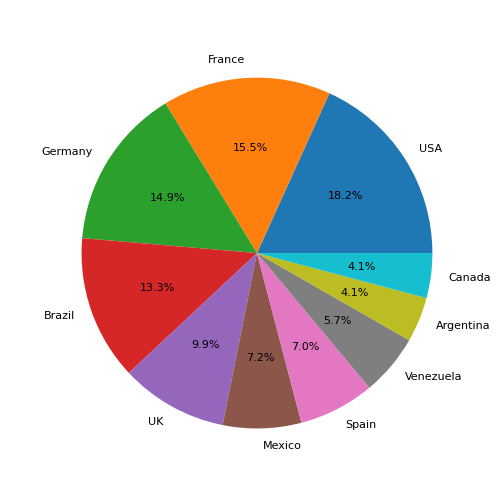 France
USA
15.5%
Germany
18.2%
14.9%
4.1%
Canada
13.3%
4.1%
Brazil
5.7%
Argentina
9.9%
7.0%
7.2%
Venezuela
UK
Spain
Mexico